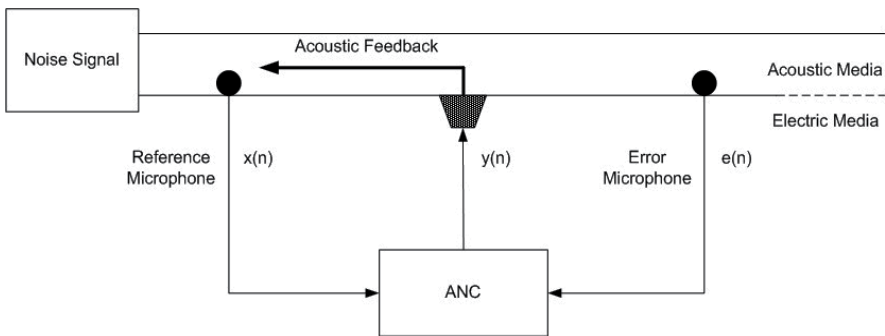 Acoustic Feedback
Noise Signal
Acoustic Media
Electric Media
Reference
Microphone
x(n)
y(n)
Error
Microphone
e(n)
ANC